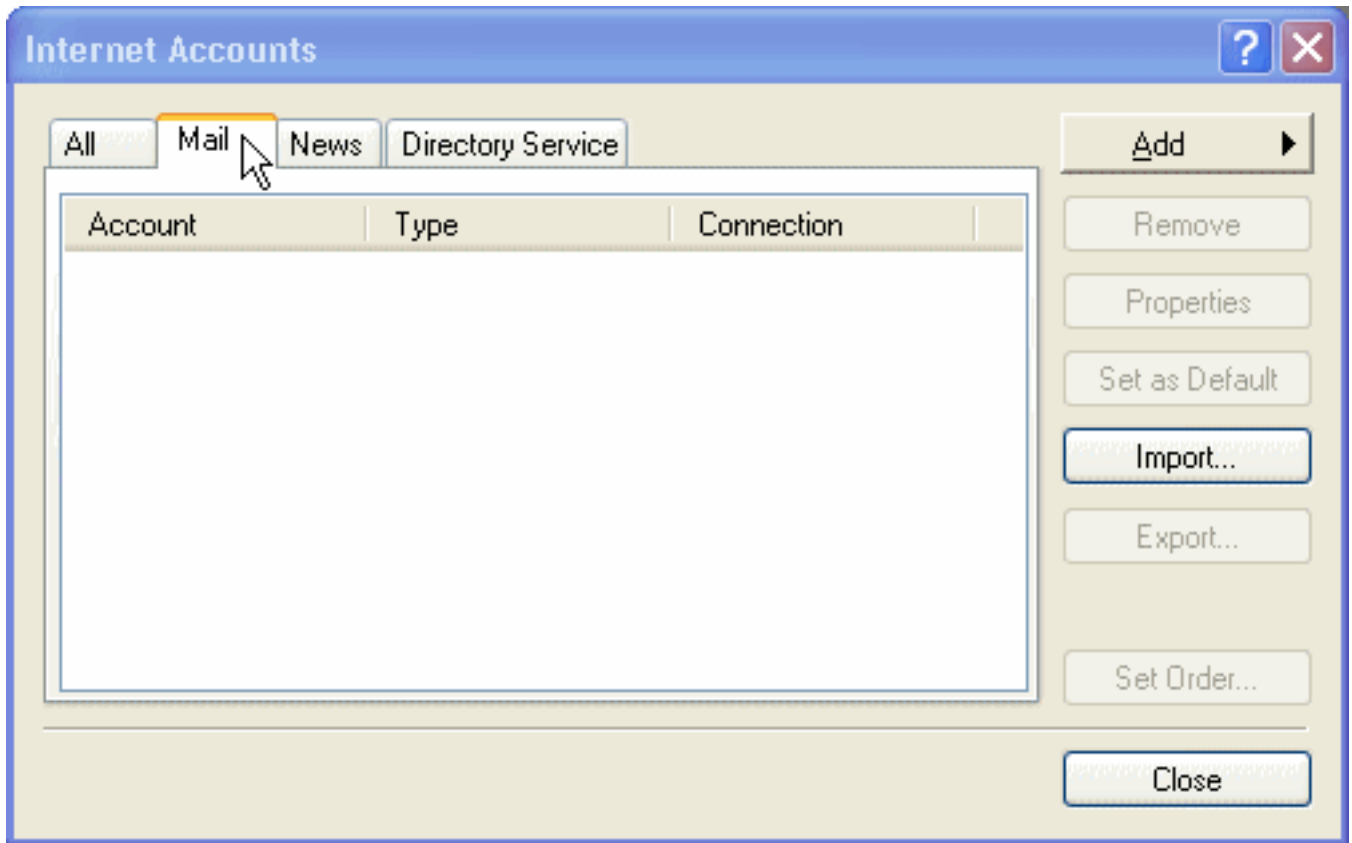 Internet Accounts
All Mail News Directory Service
Add
Account Type Connection
Remove
Properties
Set as Default
Import...
Export...
Set Order...
Close